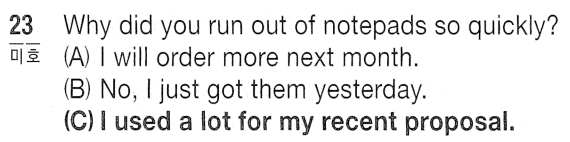 23 Why did you run out of notepads so quickly?
미호 (A) I will order more next month.
(B) No, I just got them yesterday.
(C) I used a lot for my recent proposal.